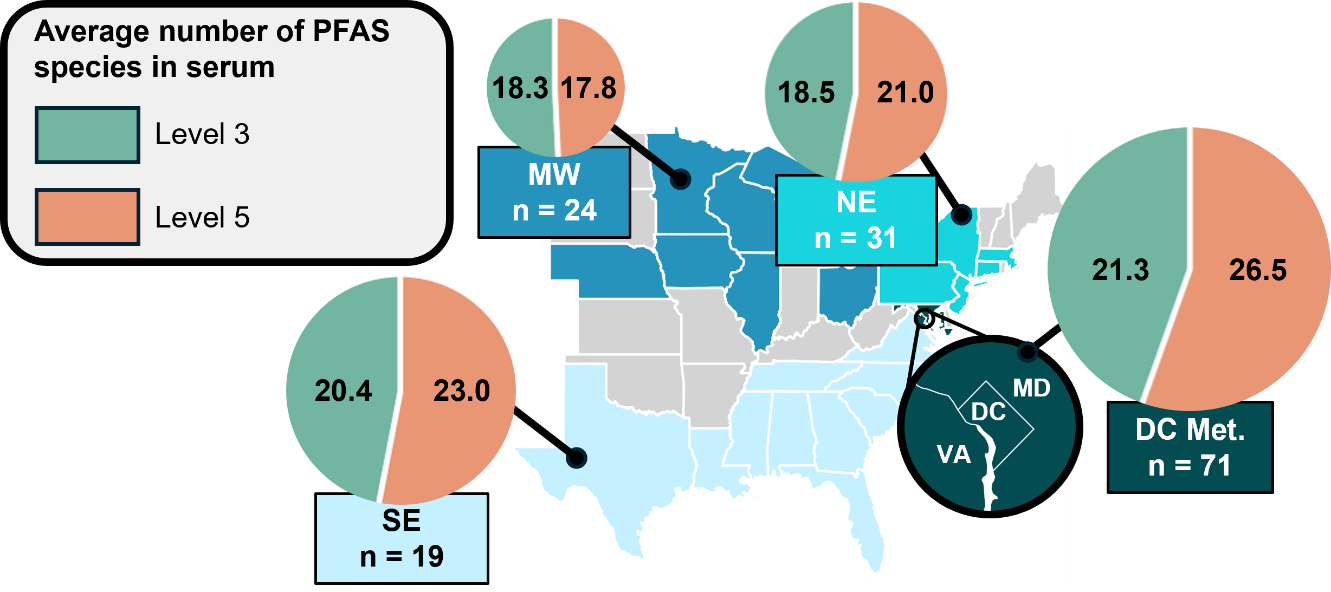 Average number of PFAS
species in serum
Level 3
Level 5
18.3 17.8
MW
n = 24
18.5 21.0
NE
n = 31
21.3 26.5
DC Met.
n = 71
20.4 23.0
SE
n = 19
MD
DC
VA